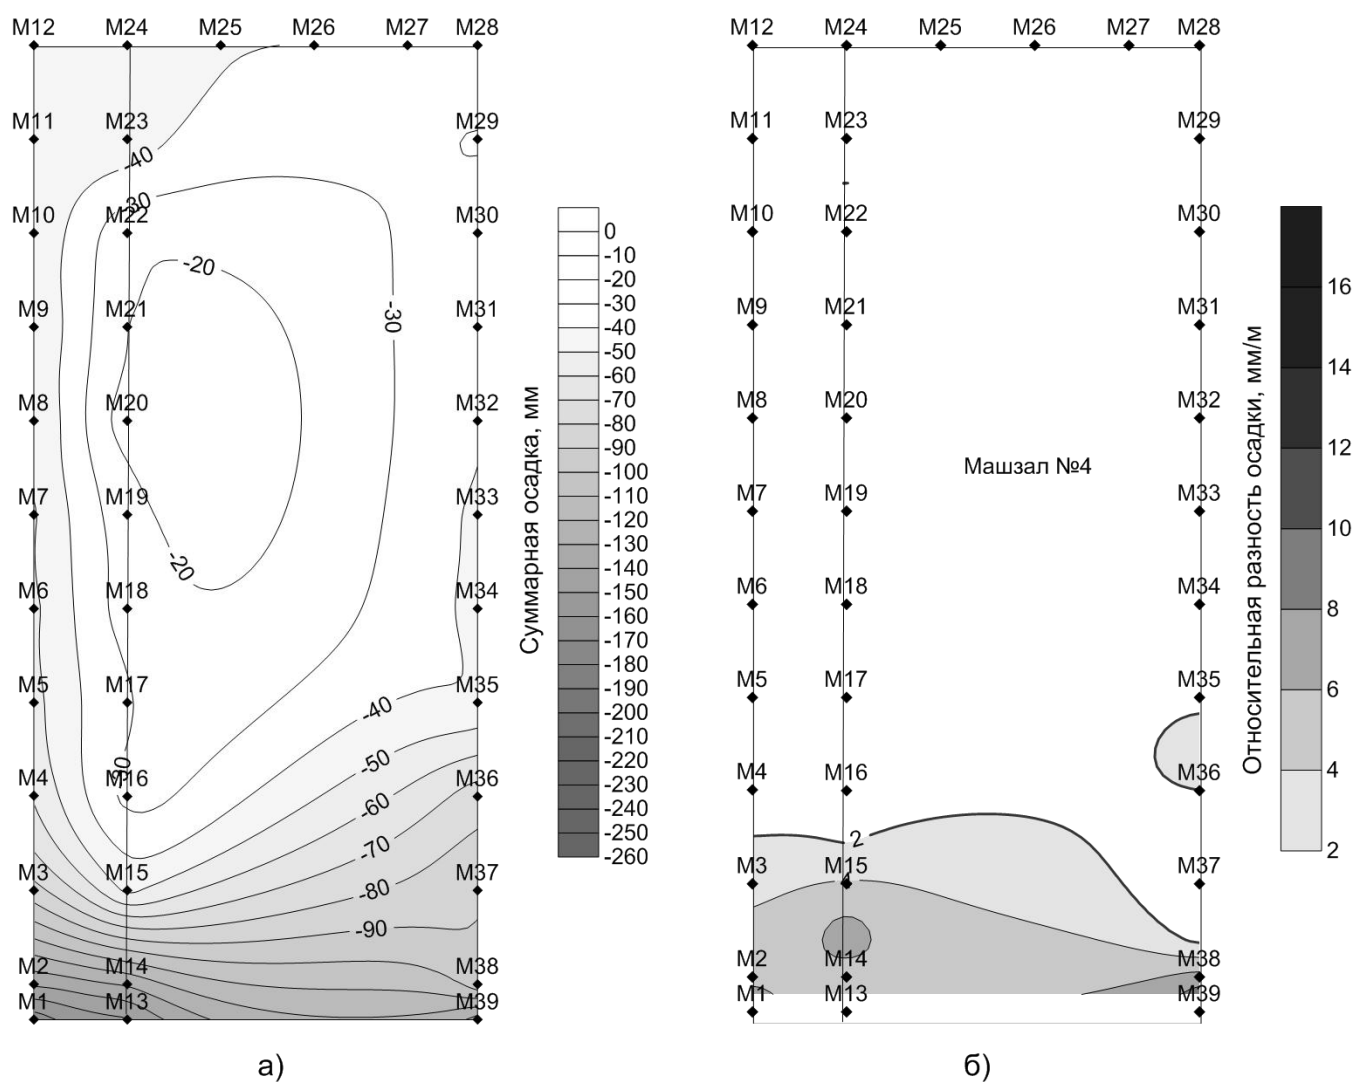 M12 M24 M25 M26 M27 M28
M11 M23 M29
-40
-30
M10 M22 M30
-20
M9 M21 M31
-30
M8 M20 M32
M7 M19 M33
-20
M6 M18 M34
M5 M17 M35
-40
-30
M4 M16 M36
-50
-60
M3 M15 M37
-70
-80
-90
M2 M14 M38
M1 M13 M39
Суммарная осадка, мм
0
-10
-20
-30
-40
-50
-60
-70
-80
-90
-100
-110
-120
-130
-140
-150
-160
-170
-180
-190
-200
-210
-220
-230
-240
-250
-260
а)
M12 M24 M25 M26 M27 M28
M11 M23 M29
M10 M22 M30
M9 M21 M31
M8 M20 M32
Машзал №4
M7 M19 M33
M6 M18 M34
M5 M17 M35
M4 M16 M36
2
M3 M15 M37
4
M2 M14 M38
M1 M13 M39
Относительная разность осадки, мм/м
16
14
12
10
8
6
4
2
б)